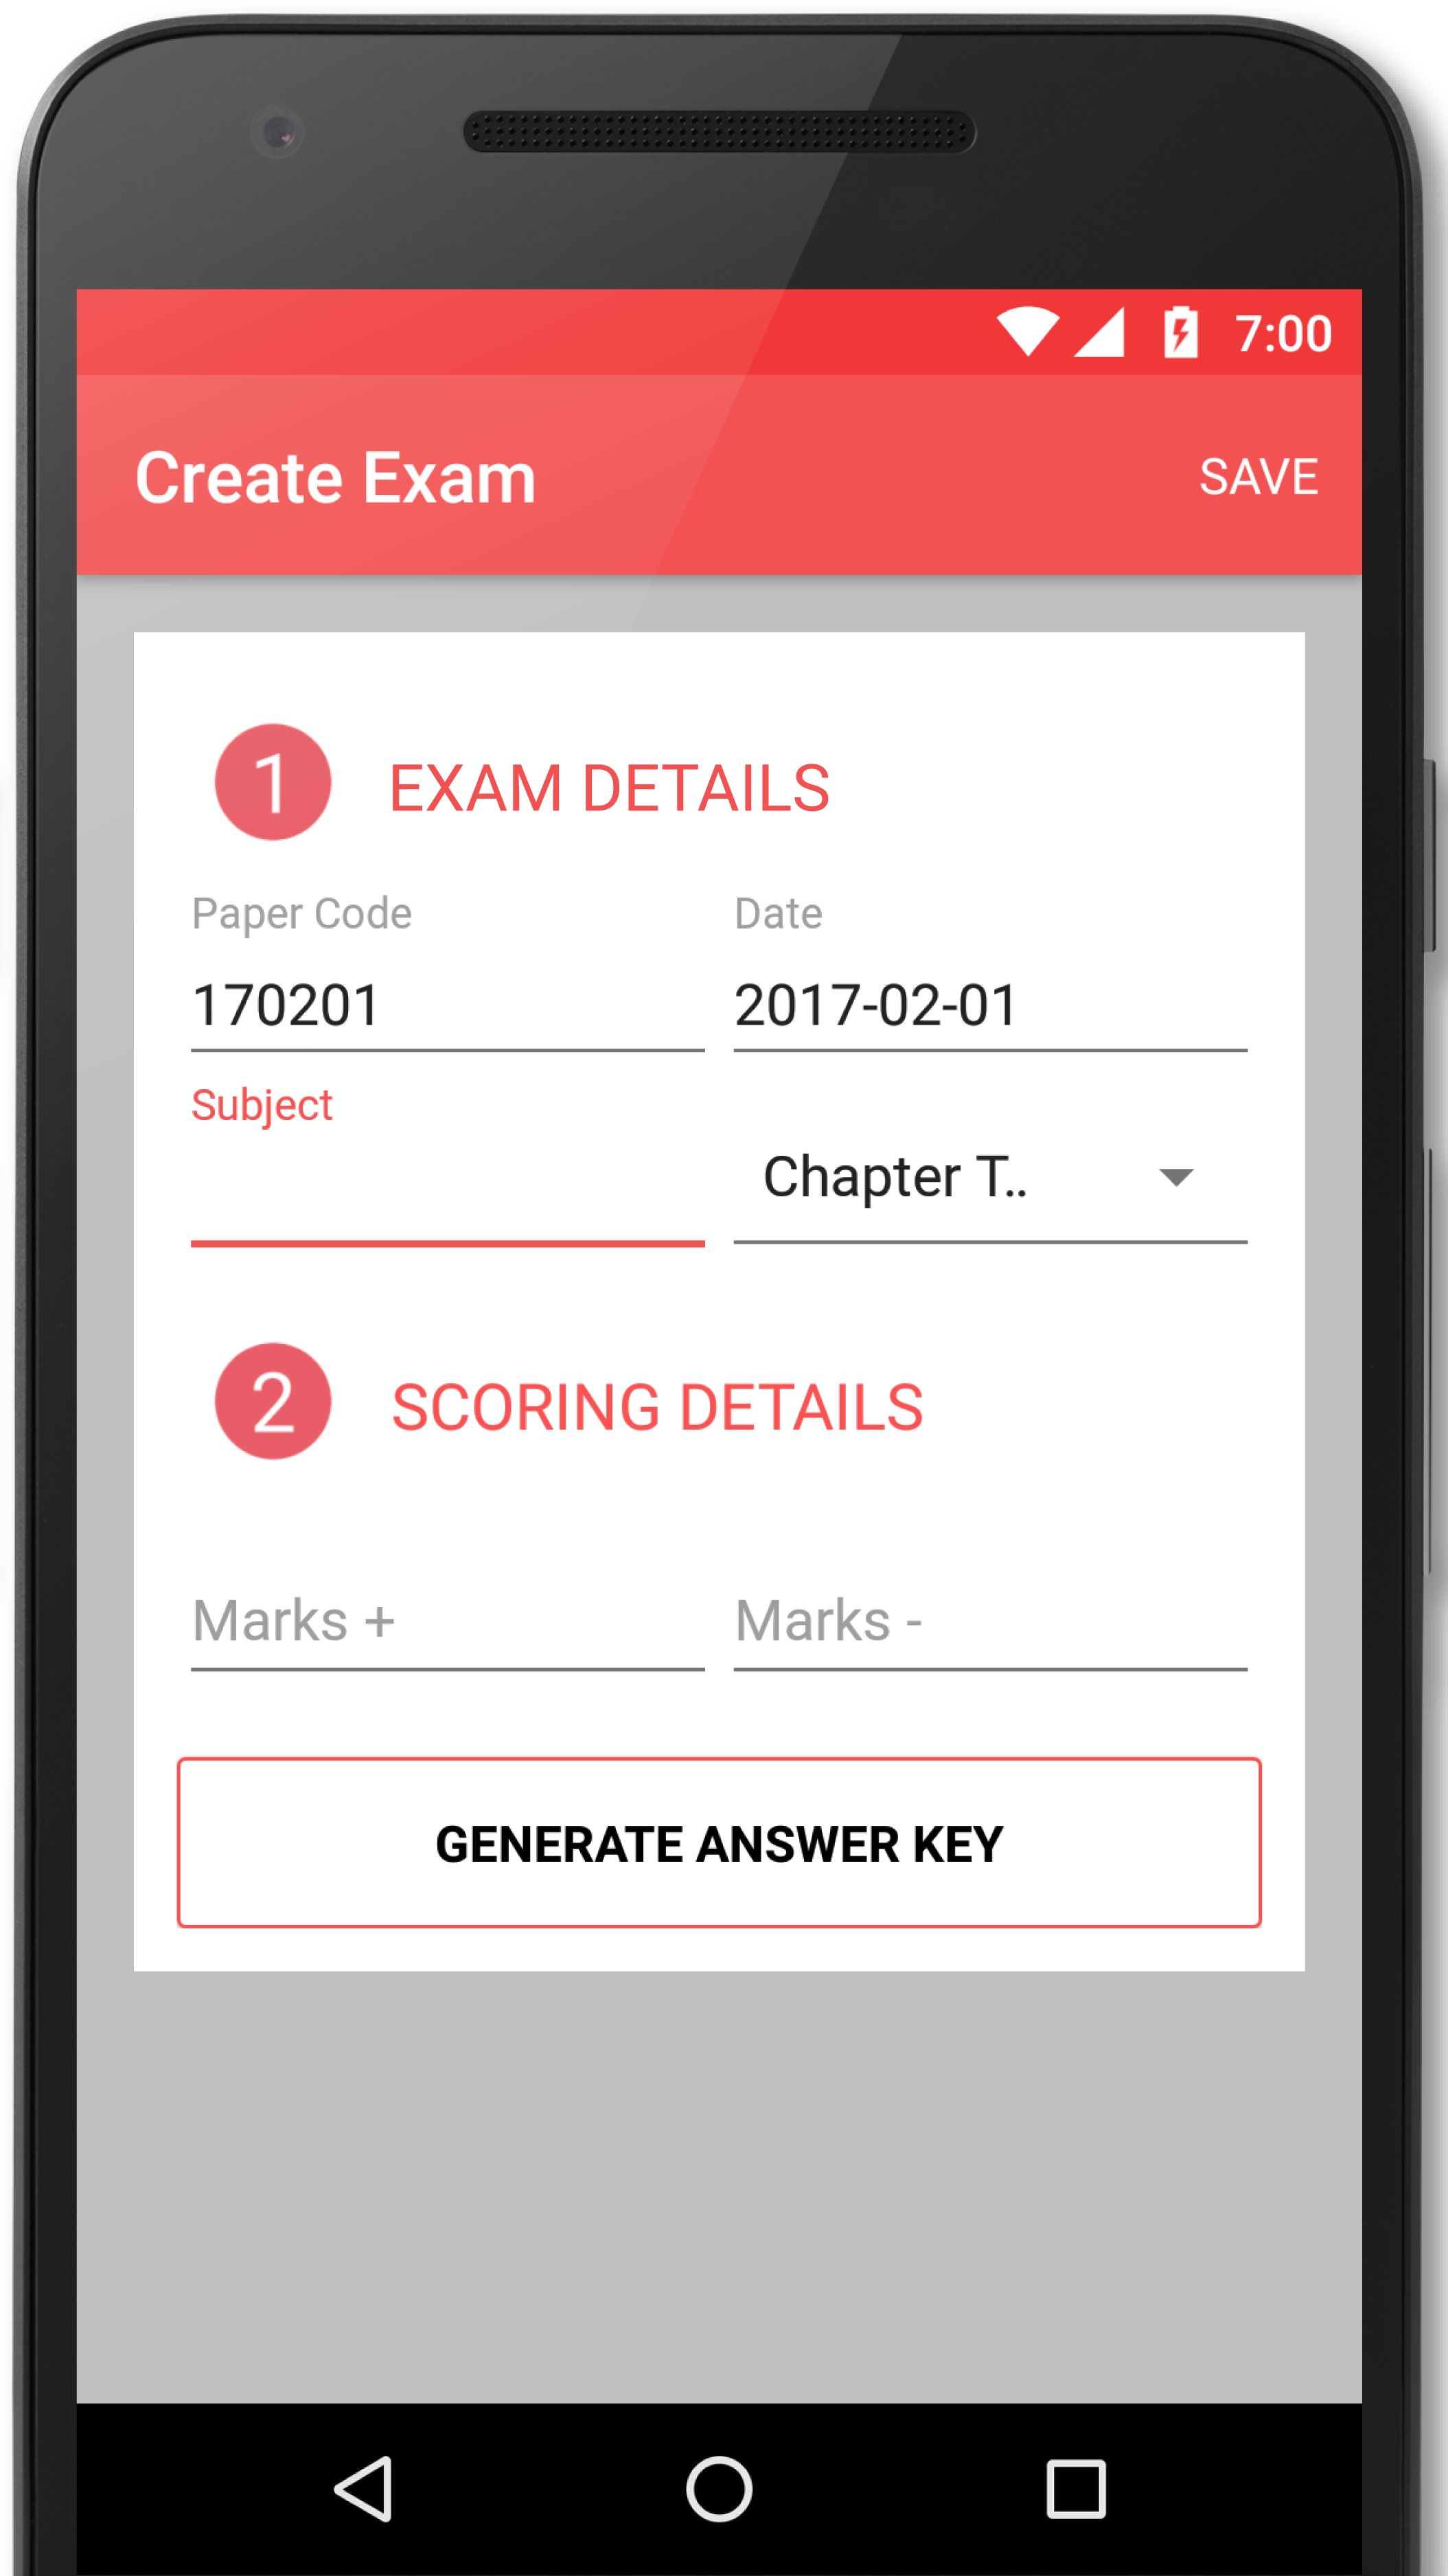 7:00
Create Exam SAVE
1 EXAM DETAILS
Paper Code Date
170201 2017-02-01
Subject
Chapter T..
2 SCORING DETAILS
Marks + Marks -
GENERATE ANSWER KEY